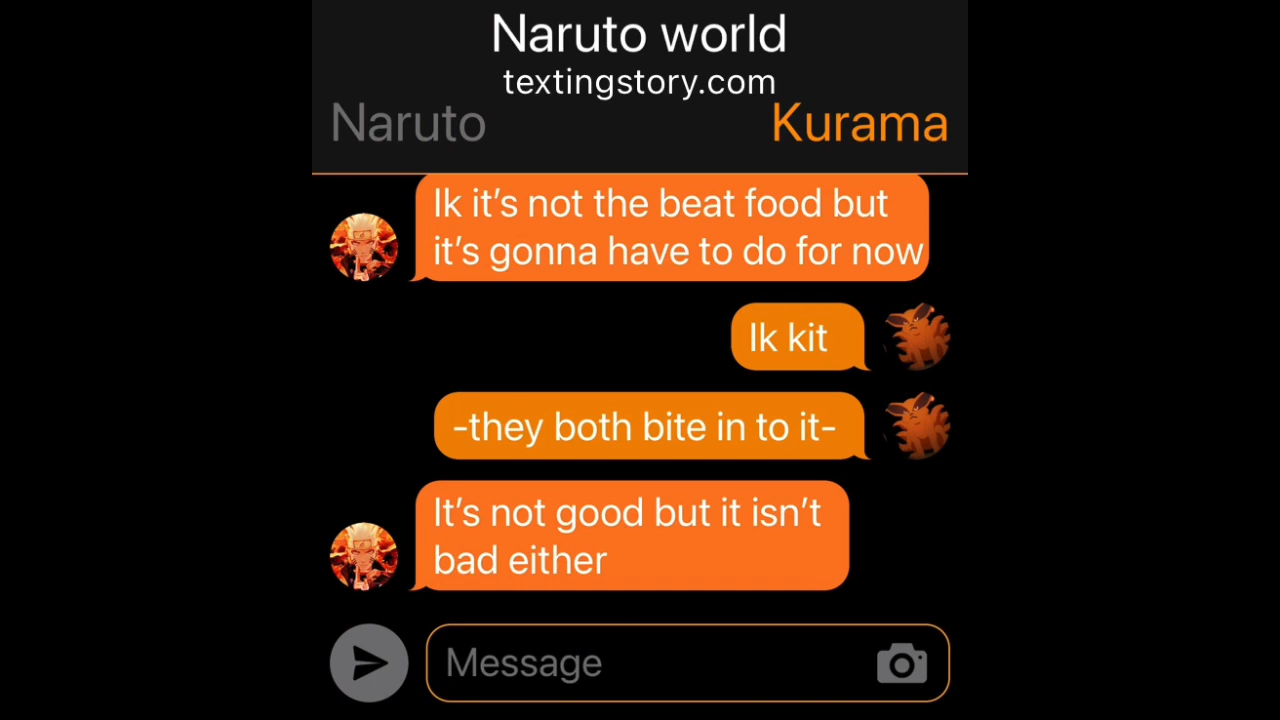 Naruto world
textingstory.com
Naruto
Kurama
Ik it's not the beat food but
it's gonna have to do for now
Ik kit
-they both bite in to it-
It's not good but it isn't
bad either
Message